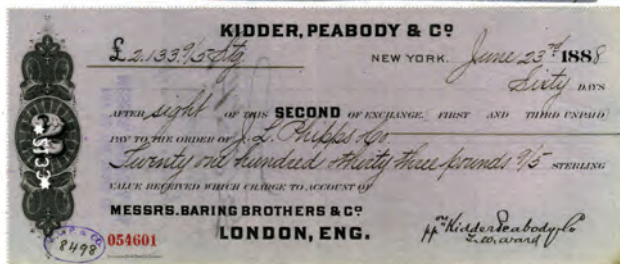 KIDDER, PEABODY & Cº
£ 2.133.9/5 Stg
NEW YORK. June 23rd 1888
Sixty DAYS
AFTER sight OF THIS SECOND OF EXCHANGE. FIRST AND THIRD UNPAID
PAY TO THE ORDER OF J. L. Phipps & Co.
Twenty one hundred & thirty three pounds 9/5 STERLING
VALUE RECEIVED WHICH CHARGE TO ACCOUNT OF
MESSRS. BARING BROTHERS & Cº
LONDON, ENG.
pp Kidder Peabody & Co
8498
054601
2